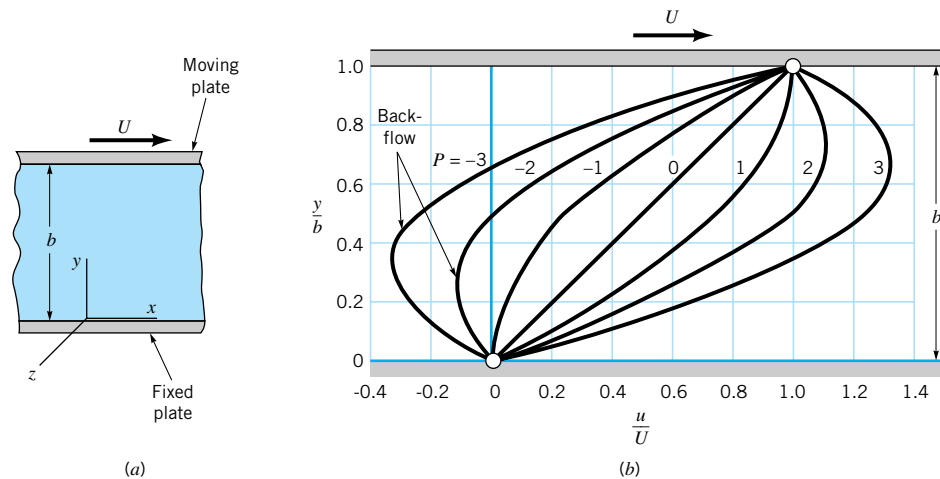 Moving
plate
U
b
y
x
z
Fixed
plate
(a)
U
1.0
0.8
0.6
0.4
0.2
0
y
b
Back-
flow
P = –3
–2
–1
0
1
2
3
b
-0.4
-0.2
0
0.2
0.4
0.6
0.8
1.0
1.2
1.4
u
U
(b)